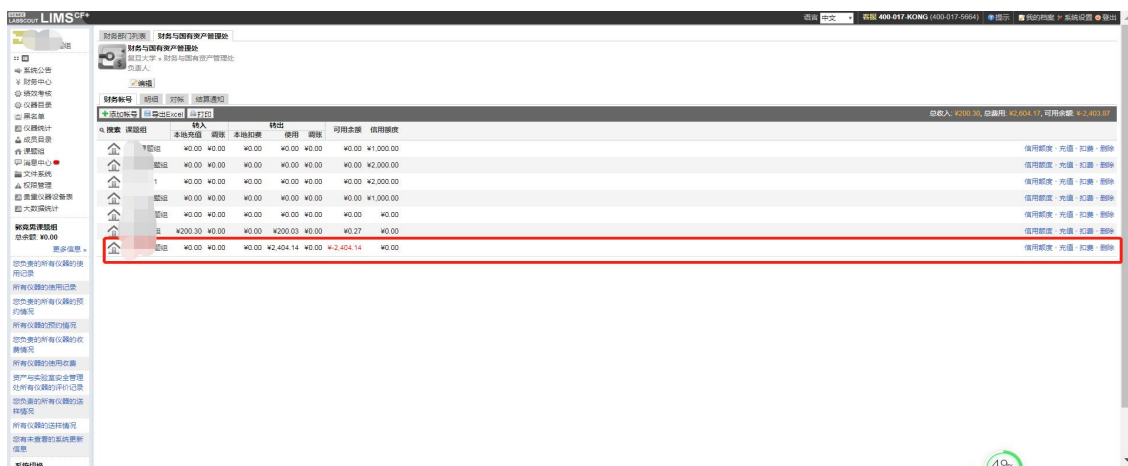 LABSCOUT LIMS CF+
语言 中文 客服 400-017-KONG (400-017-5664) 提示 我的档案 系统设置 登出
组
系统公告
财务中心
绩效考核
仪器目录
黑名单
仪器统计
成员目录
课题组
消息中心
文件系统
权限管理
贵重仪器设备表
大数据统计
总余额 ¥0.00
更多信息 »
您负责的所有仪器的使用记录
所有仪器的使用记录
您负责的所有仪器的预约情况
所有仪器的预约情况
您负责的所有仪器的收费情况
所有仪器的使用收费
资产与实验室安全管理处所有仪器的评价记录
您负责的所有仪器的送样情况
所有仪器的送样情况
您有未查看的系统更新信息
系统切换
财务部门列表 财务与国有资产管理处
财务与国有资产管理处
复旦大学 » 财务与国有资产管理处
负责人:
编辑
财务帐号 明细 对帐 结算通知
添加帐号 导出Excel 打印
总收入: ¥200.30, 总费用: ¥2,604.17, 可用余额: ¥-2,403.87
搜索 课题组 转入 转出 可用余额 信用额度
本地充值 调账 本地扣费 使用 调账
题组 ¥0.00 ¥0.00 ¥0.00 ¥0.00 ¥0.00 ¥0.00 ¥1,000.00 信用额度 · 充值 · 扣费 · 删除
题组 ¥0.00 ¥0.00 ¥0.00 ¥0.00 ¥0.00 ¥0.00 ¥2,000.00 信用额度 · 充值 · 扣费 · 删除
1 ¥0.00 ¥0.00 ¥0.00 ¥0.00 ¥0.00 ¥0.00 ¥2,000.00 信用额度 · 充值 · 扣费 · 删除
题组 ¥0.00 ¥0.00 ¥0.00 ¥0.00 ¥0.00 ¥0.00 ¥1,000.00 信用额度 · 充值 · 扣费 · 删除
题组 ¥0.00 ¥0.00 ¥0.00 ¥0.00 ¥0.00 ¥0.00 ¥0.00 信用额度 · 充值 · 扣费 · 删除
组 ¥200.30 ¥0.00 ¥0.00 ¥200.03 ¥0.00 ¥0.27 ¥0.00 信用额度 · 充值 · 扣费 · 删除
题组 ¥0.00 ¥0.00 ¥0.00 ¥2,404.14 ¥0.00 ¥-2,404.14 ¥0.00 信用额度 · 充值 · 扣费 · 删除